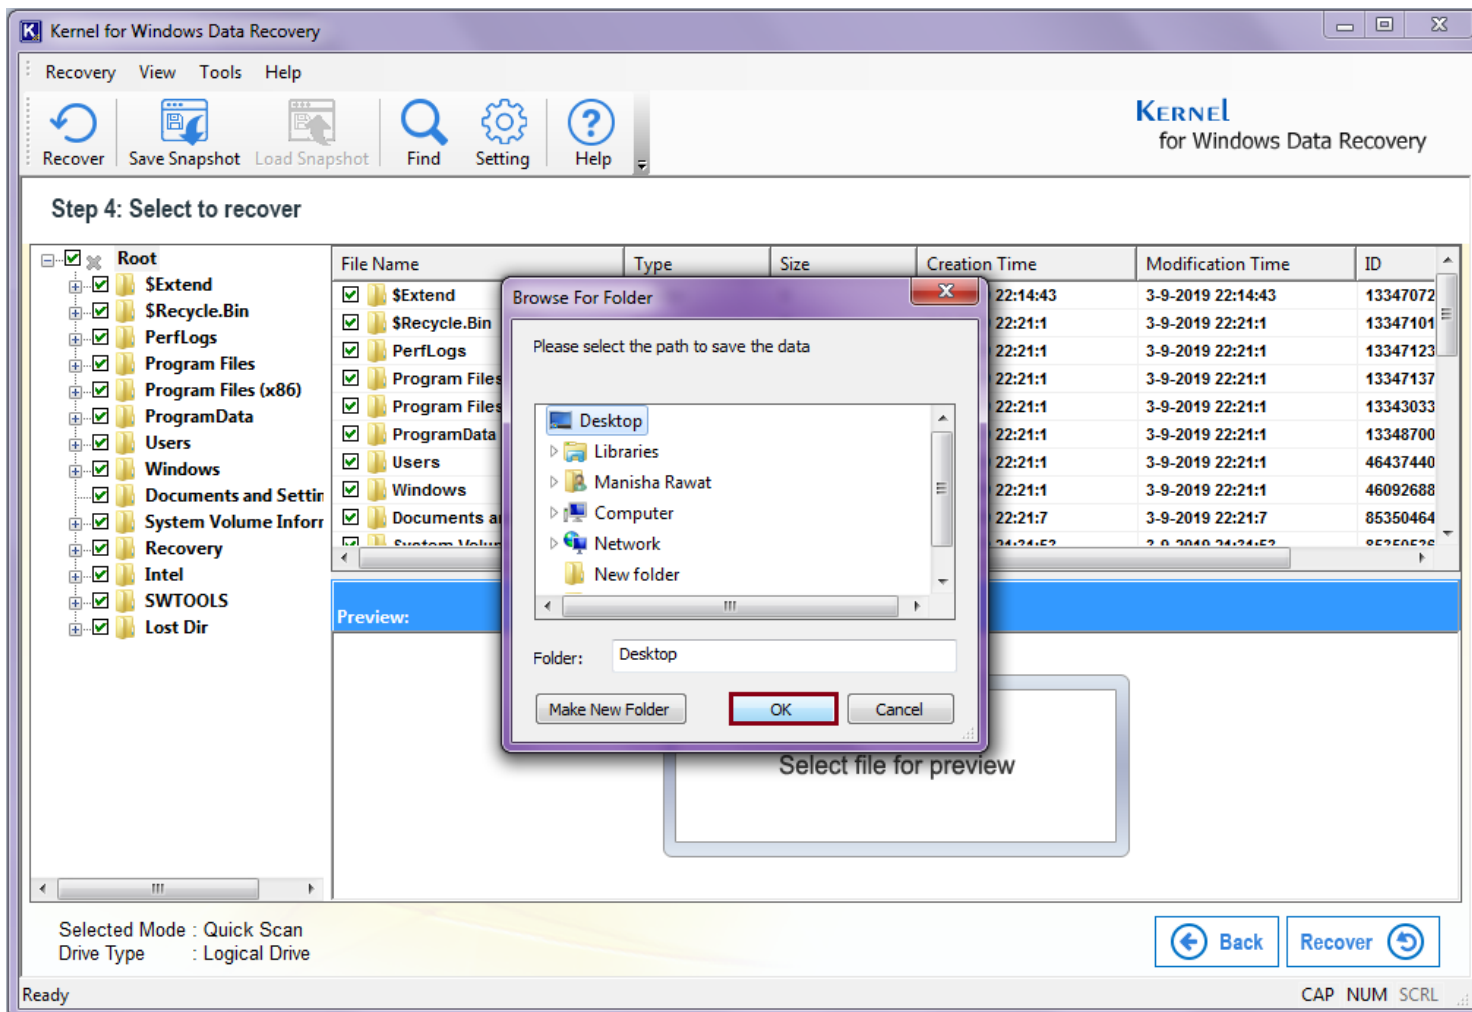 Kernel for Windows Data Recovery
Recovery View Tools Help
Recover Save Snapshot Load Snapshot Find Setting Help
KERNEL
for Windows Data Recovery
Step 4: Select to recover
Root
$Extend
$Recycle.Bin
PerfLogs
Program Files
Program Files (x86)
ProgramData
Users
Windows
Documents and Settin
System Volume Inforr
Recovery
Intel
SWTOOLS
Lost Dir
File Name Type Size Creation Time Modification Time ID
$Extend 22:14:43 3-9-2019 22:14:43 13347072
$Recycle.Bin 22:21:1 3-9-2019 22:21:1 13347101
PerfLogs 22:21:1 3-9-2019 22:21:1 13347123
Program Files 22:21:1 3-9-2019 22:21:1 13347137
Program Files 22:21:1 3-9-2019 22:21:1 13343033
ProgramData 22:21:1 3-9-2019 22:21:1 13348700
Users 22:21:1 3-9-2019 22:21:1 46437440
Windows 22:21:1 3-9-2019 22:21:1 46092688
Documents a 22:21:7 3-9-2019 22:21:7 85350464
Browse For Folder
Please select the path to save the data
Desktop
Libraries
Manisha Rawat
Computer
Network
New folder
Folder: Desktop
Make New Folder OK Cancel
Preview:
Select file for preview
Selected Mode : Quick Scan
Drive Type : Logical Drive
Back Recover
Ready CAP NUM SCRL